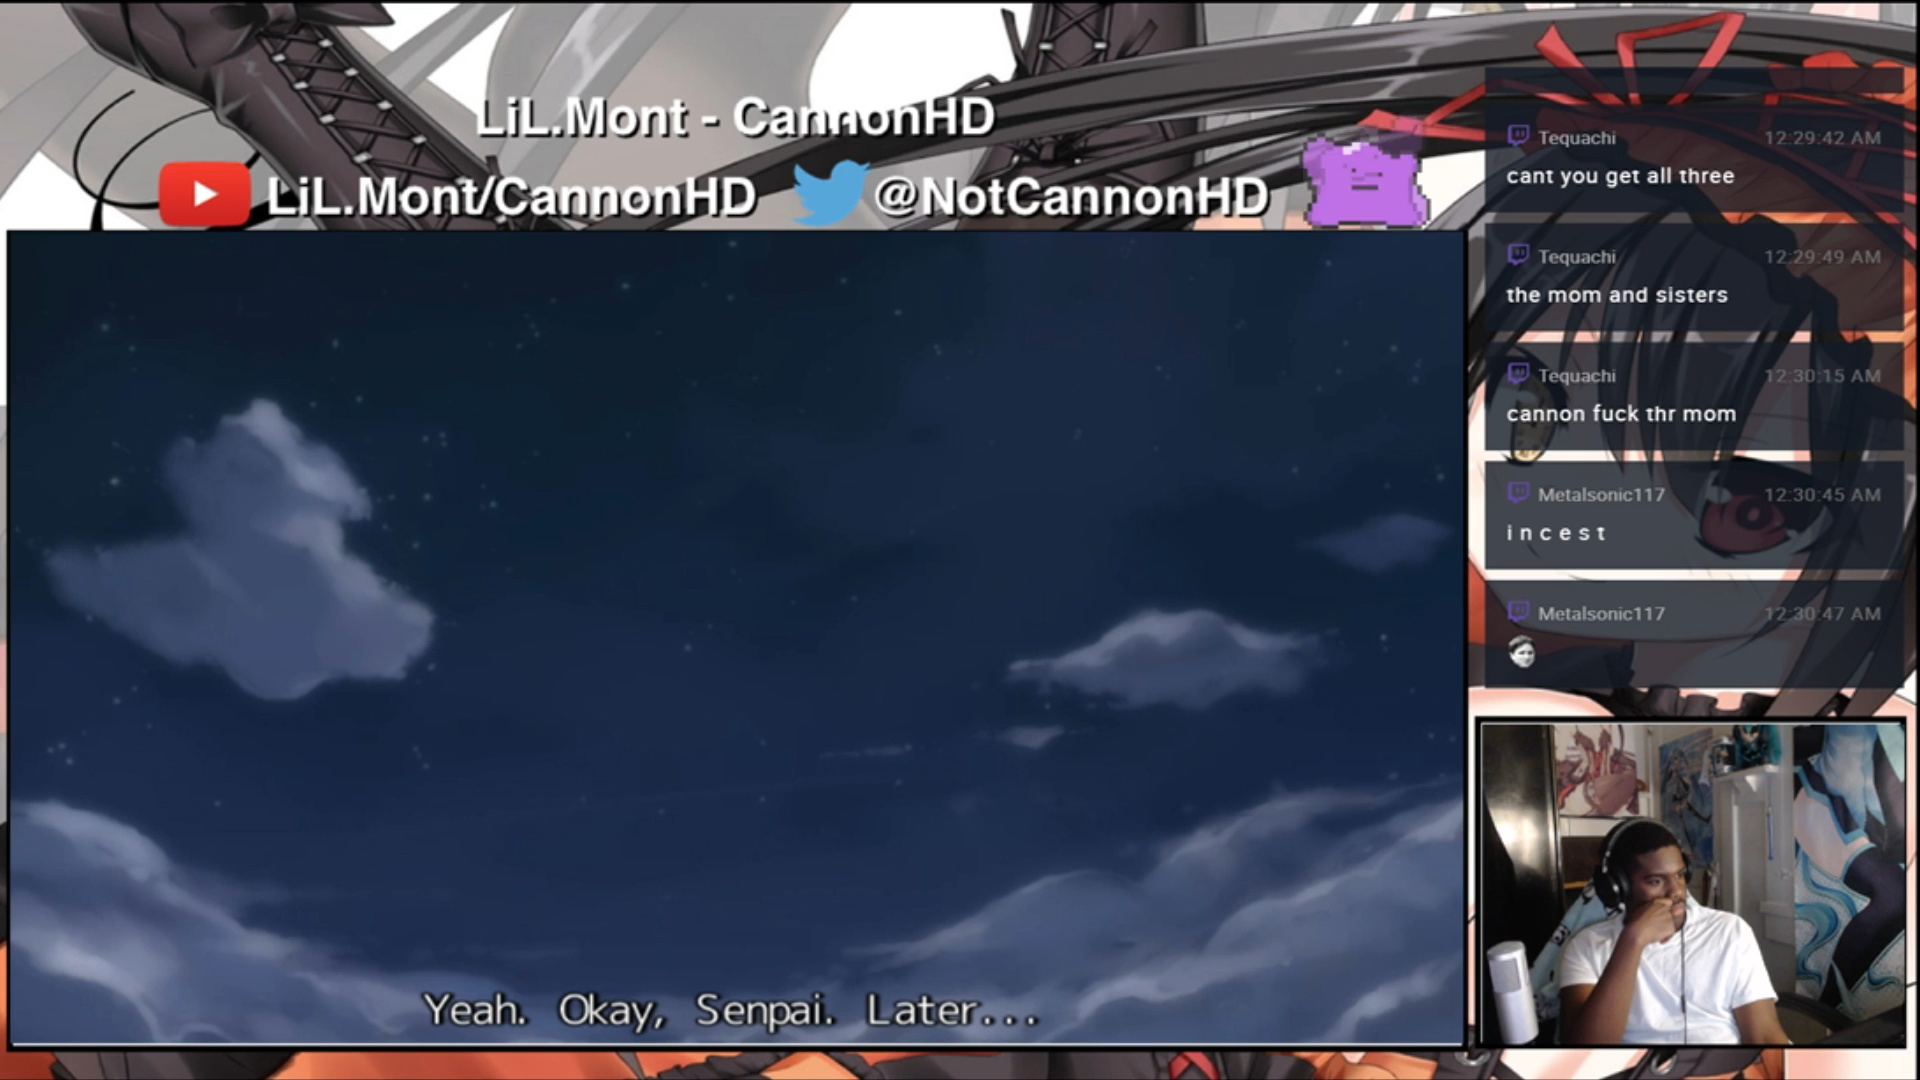 LiL.Mont - CannonHD
LiL.Mont/CannonHD
@NotCannonHD
Tequachi 12:29:42 AM
cant you get all three
Tequachi 12:29:49 AM
the mom and sisters
Tequachi 12:30:15 AM
cannon fuck thr mom
Metalsonic117 12:30:45 AM
i n c e s t
Metalsonic117 12:30:47 AM
Yeah. Okay, Senpai. Later...